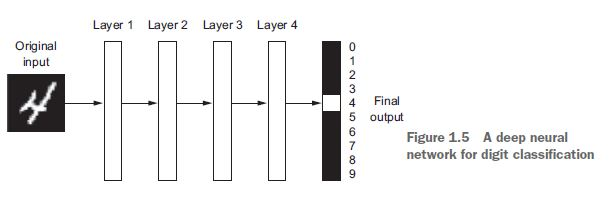 Layer 1 Layer 2 Layer 3 Layer 4
Original
input
4
0
1
2
3
4
5
6
7
8
9
Final
output
Figure 1.5 A deep neural
network for digit classification